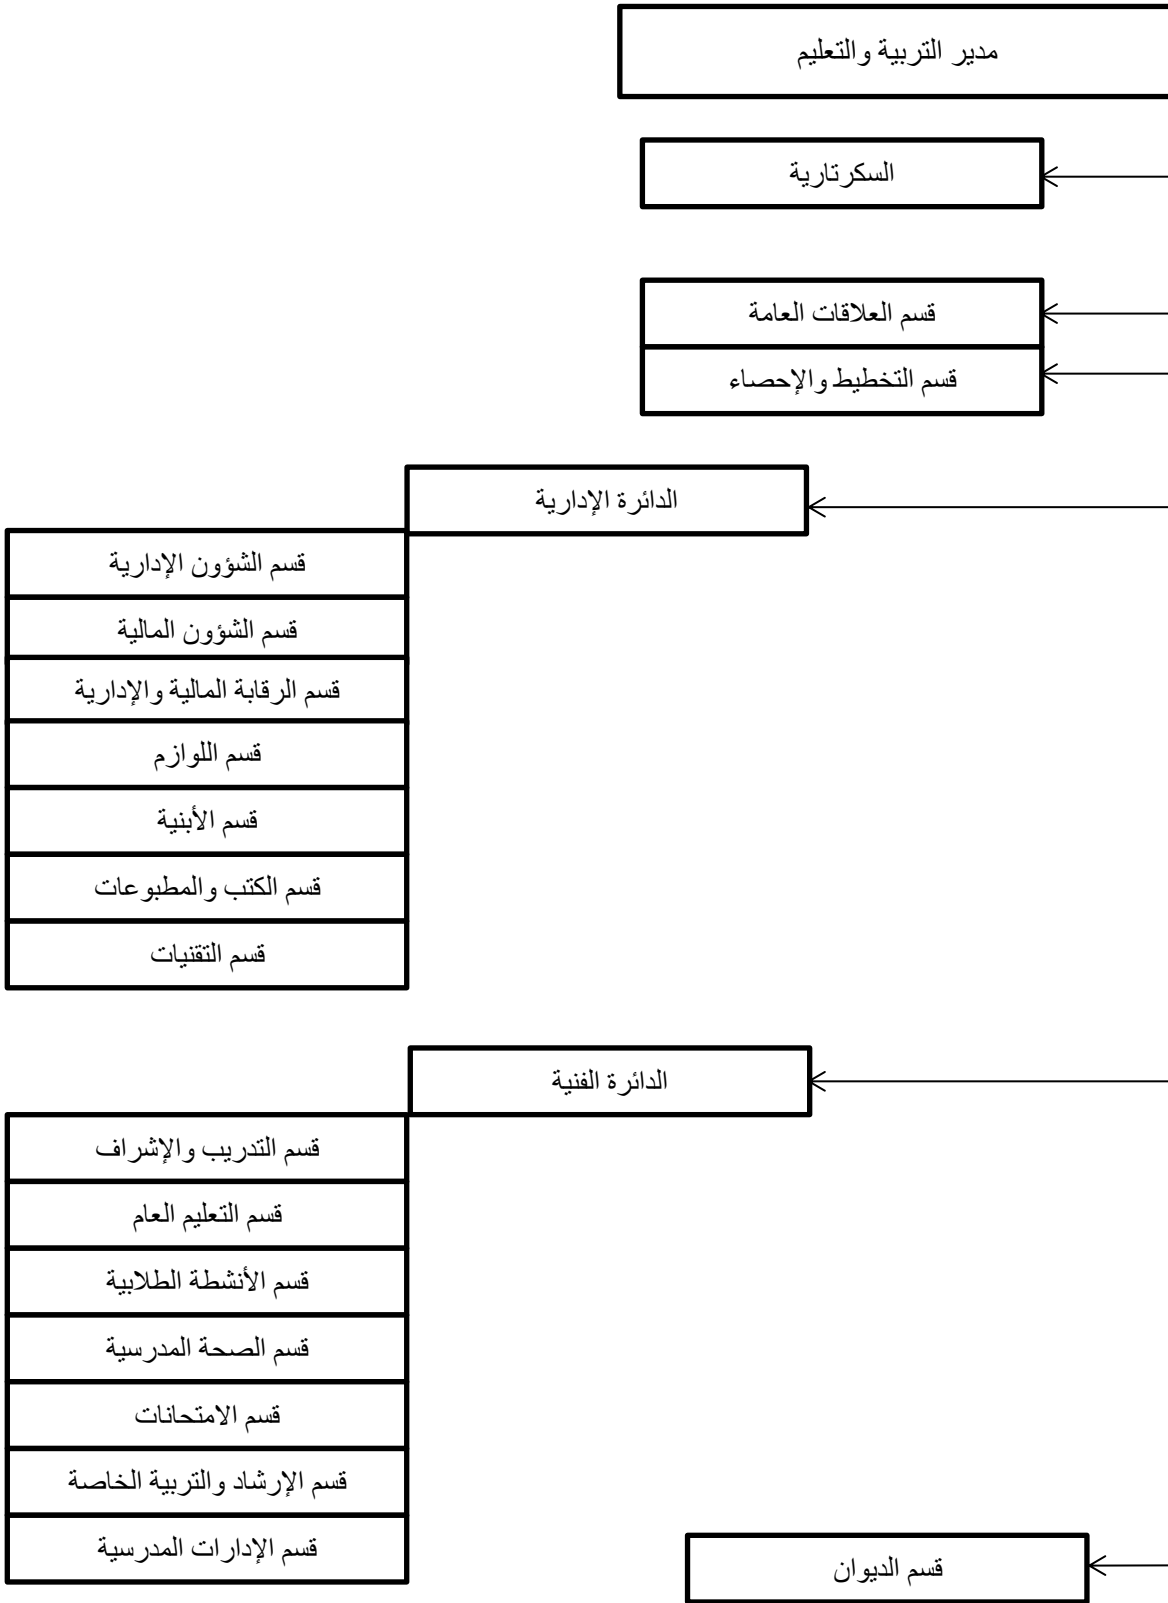 مدير التربية والتعليم
السكرتارية
قسم العلاقات العامة
قسم التخطيط والإحصاء
الدائرة الإدارية
قسم الشؤون الإدارية
قسم الشؤون المالية
قسم الرقابة المالية والإدارية
قسم اللوازم
قسم الأبنية
قسم الكتب والمطبوعات
قسم التقنيات
الدائرة الفنية
قسم التدريب والإشراف
قسم التعليم العام
قسم الأنشطة الطلابية
قسم الصحة المدرسية
قسم الامتحانات
قسم الإرشاد والتربية الخاصة
قسم الإدارات المدرسية
قسم الديوان